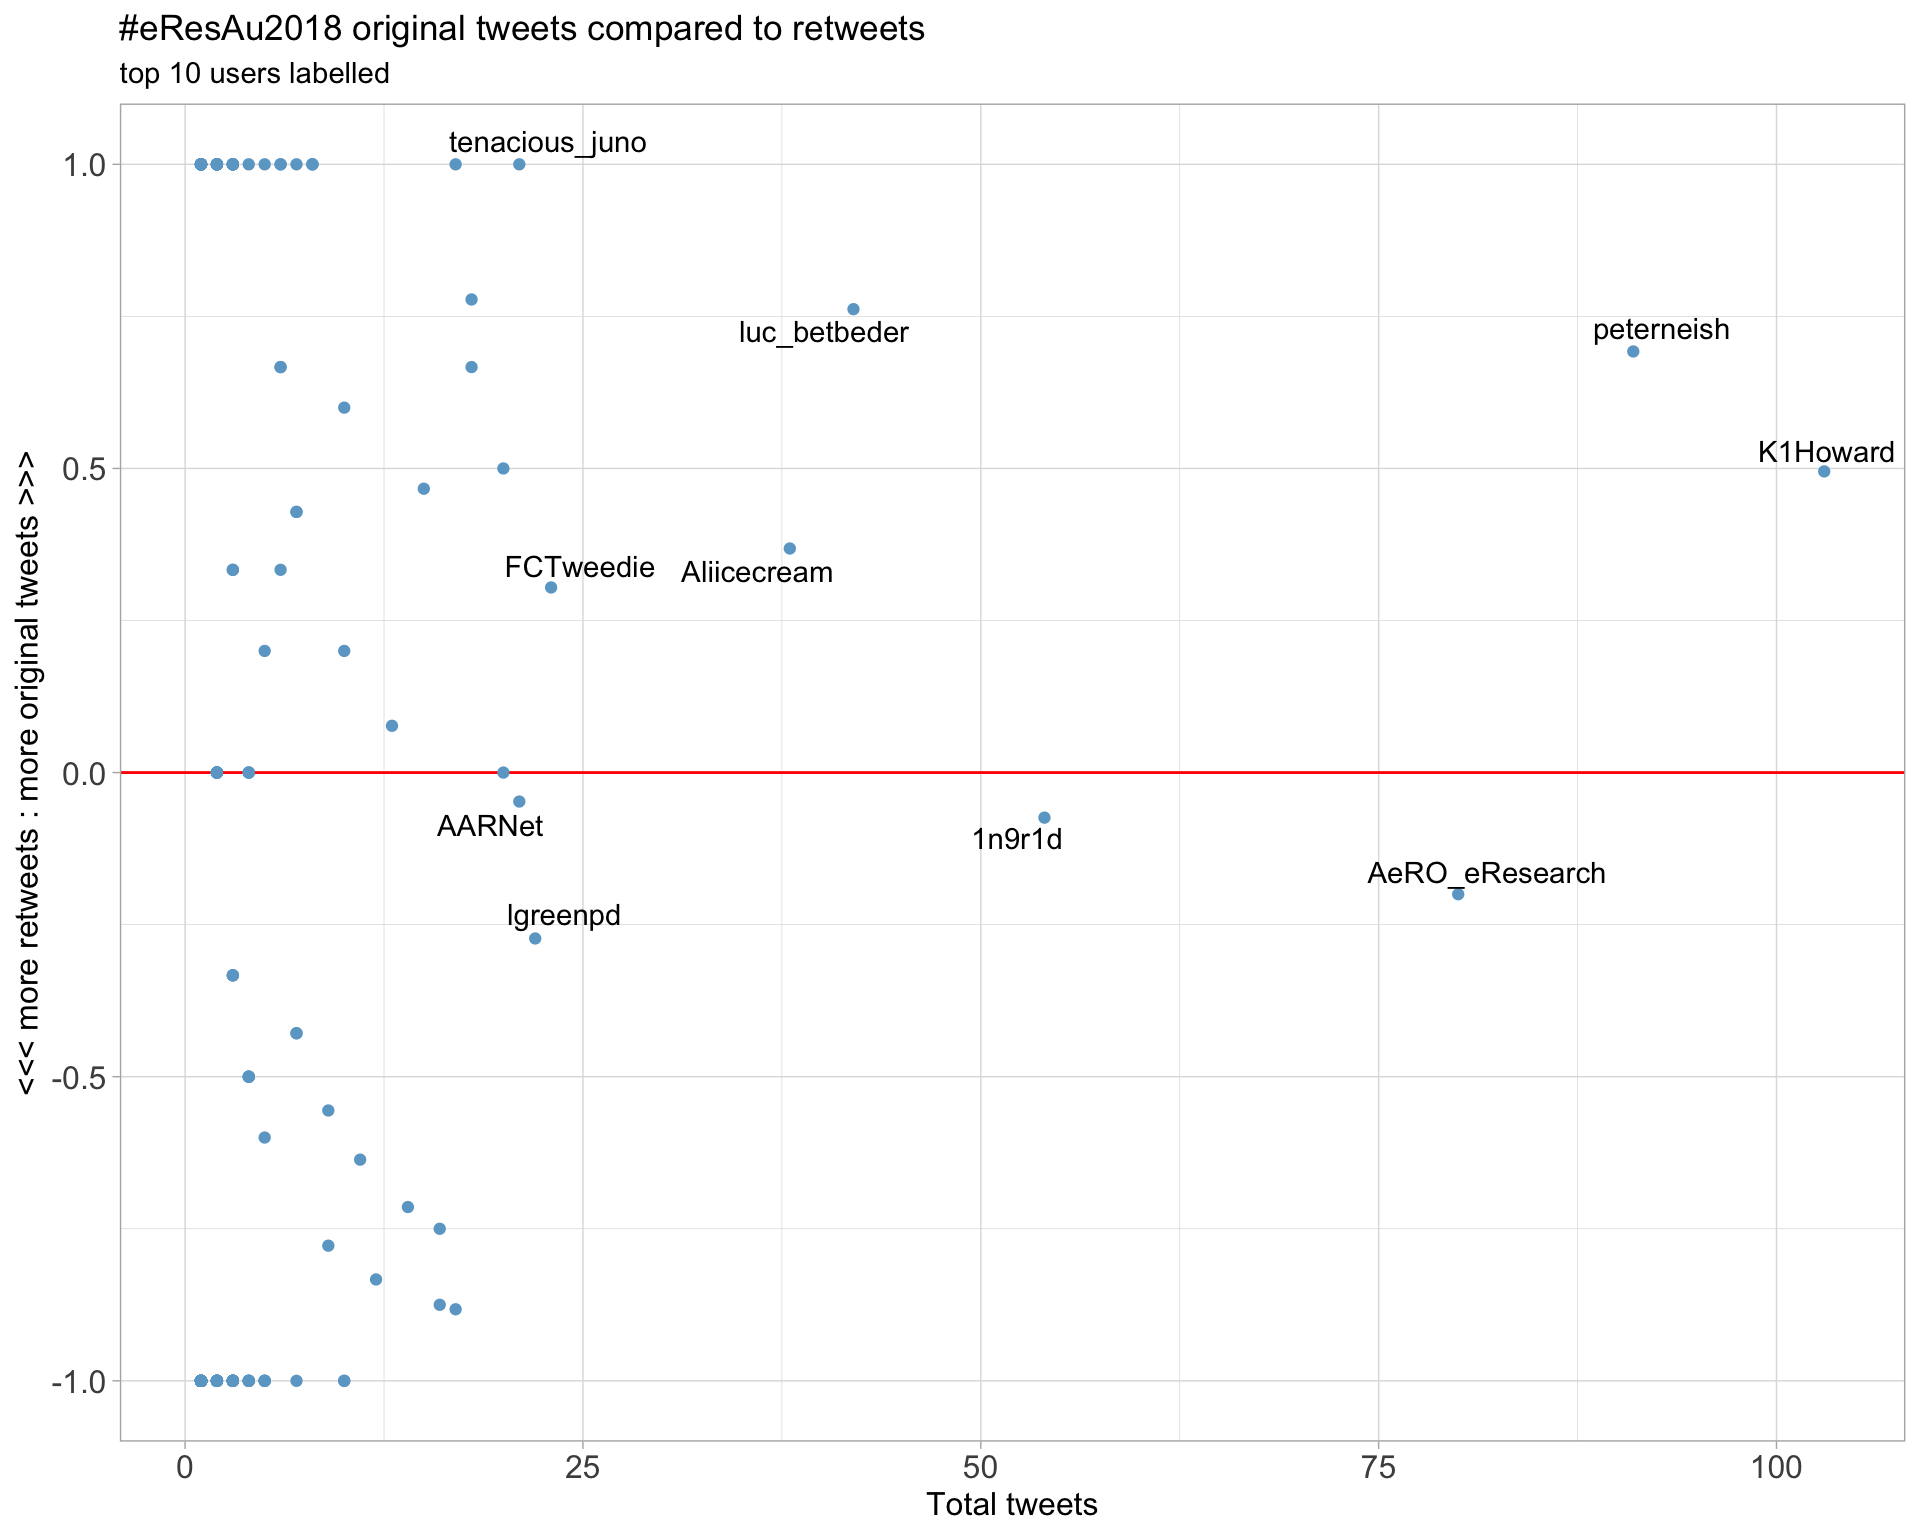 #eResAu2018 original tweets compared to retweets
top 10 users labelled
<<< more retweets : more original tweets >>>
1.0
0.5
0.0
-0.5
-1.0
tenacious_juno
luc_betbeder
peterneish
K1Howard
FCTweedie
Aliicecream
AARNet
1n9r1d
AeRO_eResearch
lgreenpd
0
25
50
75
100
Total tweets